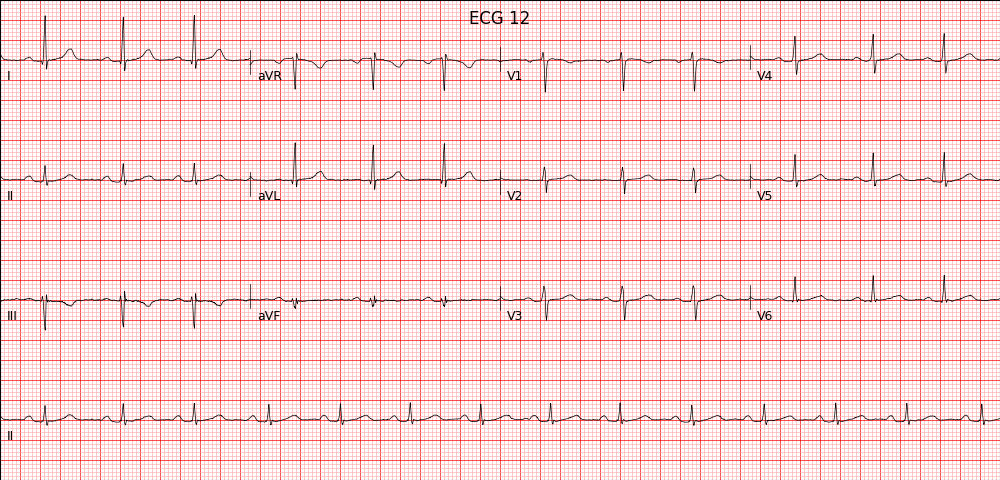 ECG 12
I aVR V1 V4
II aVL V2 V5
III aVF V3 V6
II